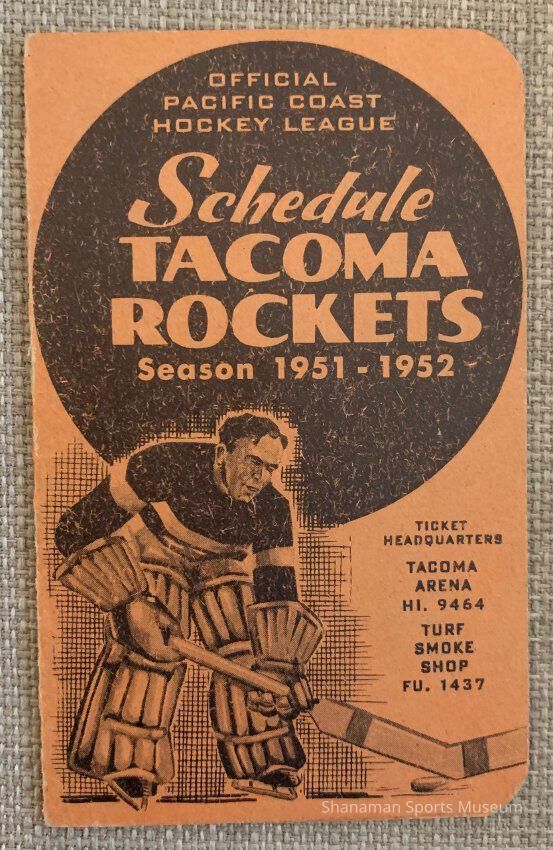 OFFICIAL
PACIFIC COAST
HOCKEY LEAGUE
Schedule
TACOMA
ROCKETS
Season 1951 - 1952
TICKET
HEADQUARTERS
TACOMA
ARENA
HI. 9464
TURF
SMOKE
SHOP
FU. 1437
Shanaman Sports Museum